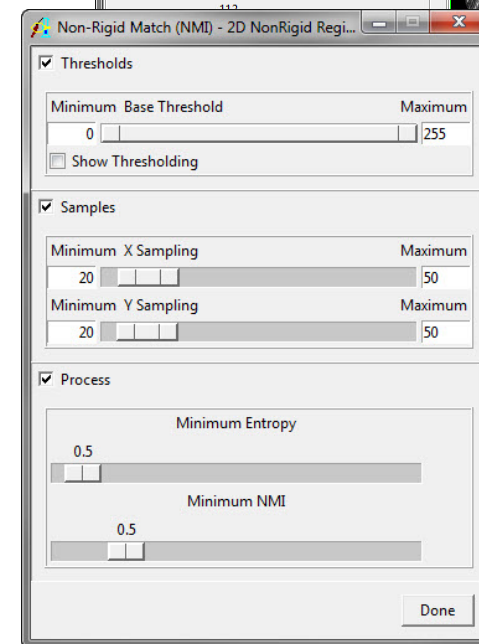 113
Non-Rigid Match (NMI) - 2D NonRigid Regi...
Thresholds
Minimum Base Threshold Maximum
0 255
Show Thresholding
Samples
Minimum X Sampling Maximum
20 50
Minimum Y Sampling Maximum
20 50
Process
Minimum Entropy
0.5
Minimum NMI
0.5
Done